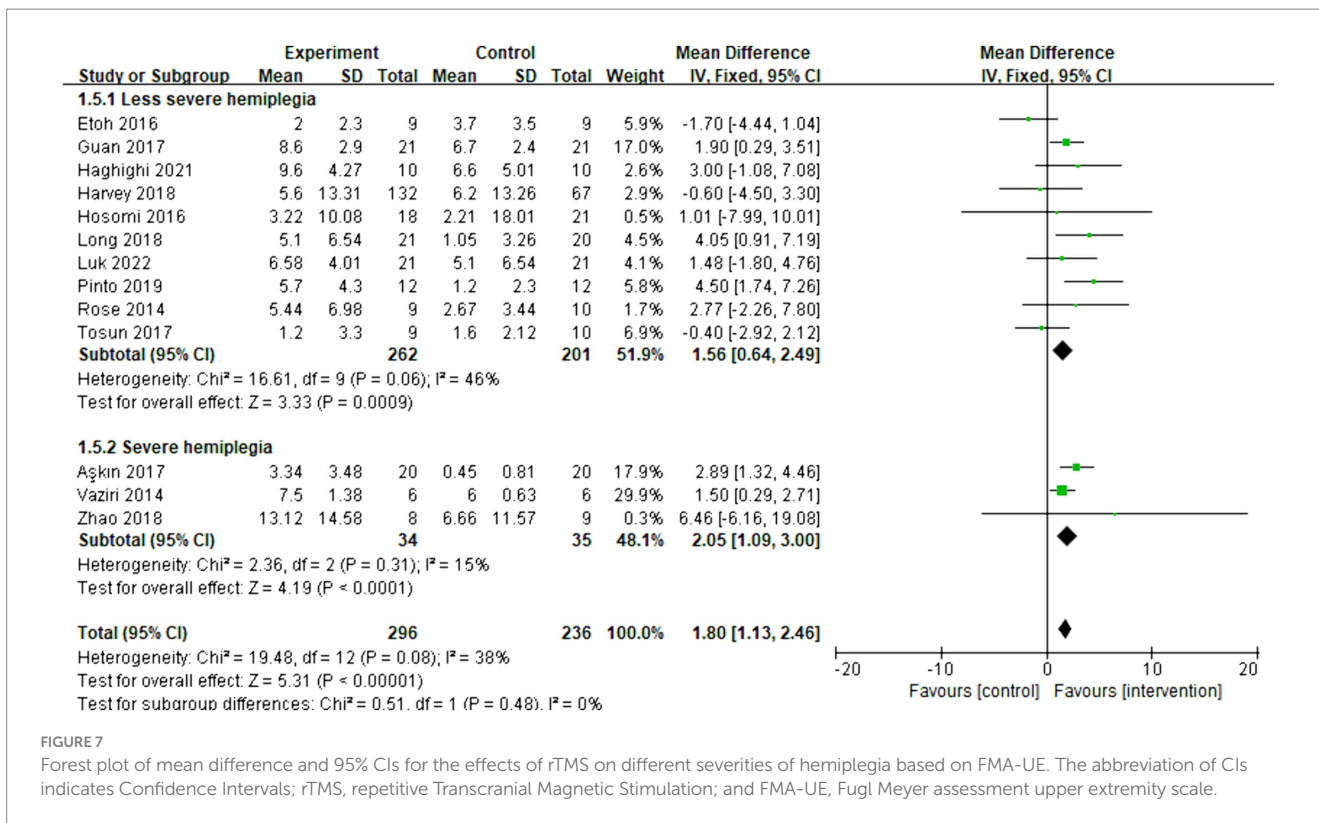 Experiment Control Mean Difference Mean Difference
Study or Subgroup Mean SD Total Mean SD Total Weight IV, Fixed, 95% CI IV, Fixed, 95% CI
1.5.1 Less severe hemiplegia
Etoh 2016 2 2.3 9 3.7 3.5 9 5.9% -1.70 [-4.44, 1.04]
Guan 2017 8.6 2.9 21 6.7 2.4 21 17.0% 1.90 [0.29, 3.51]
Haghighi 2021 9.6 4.27 10 6.6 5.01 10 2.6% 3.00 [-1.08, 7.08]
Harvey 2018 5.6 13.31 132 6.2 13.26 67 2.9% -0.60 [-4.50, 3.30]
Hosomi 2016 3.22 10.08 18 2.21 18.01 21 0.5% 1.01 [-7.99, 10.01]
Long 2018 5.1 6.54 21 1.05 3.26 20 4.5% 4.05 [0.91, 7.19]
Luk 2022 6.58 4.01 21 5.1 6.54 21 4.1% 1.48 [-1.80, 4.76]
Pinto 2019 5.7 4.3 12 1.2 2.3 12 5.8% 4.50 [1.74, 7.26]
Rose 2014 5.44 6.98 9 2.67 3.44 10 1.7% 2.77 [-2.26, 7.80]
Tosun 2017 1.2 3.3 9 1.6 2.12 10 6.9% -0.40 [-2.92, 2.12]
Subtotal (95% CI) 262 201 51.9% 1.56 [0.64, 2.49]
Heterogeneity: Chi² = 16.61, df = 9 (P = 0.06); I² = 46%
Test for overall effect: Z = 3.33 (P = 0.0009)
1.5.2 Severe hemiplegia
Aşkın 2017 3.34 3.48 20 0.45 0.81 20 17.9% 2.89 [1.32, 4.46]
Vaziri 2014 7.5 1.38 6 6 0.63 6 29.9% 1.50 [0.29, 2.71]
Zhao 2018 13.12 14.58 8 6.66 11.57 9 0.3% 6.46 [-6.16, 19.08]
Subtotal (95% CI) 34 35 48.1% 2.05 [1.09, 3.00]
Heterogeneity: Chi² = 2.36, df = 2 (P = 0.31); I² = 15%
Test for overall effect: Z = 4.19 (P < 0.0001)
Total (95% CI) 296 236 100.0% 1.80 [1.13, 2.46]
Heterogeneity: Chi² = 19.48, df = 12 (P = 0.08); I² = 38%
Test for overall effect: Z = 5.31 (P < 0.00001)
Test for subgroup differences: Chi² = 0.51, df = 1 (P = 0.48), I² = 0%
-20 -10 0 10 20
Favours [control] Favours [intervention]
FIGURE 7
Forest plot of mean difference and 95% CIs for the effects of rTMS on different severities of hemiplegia based on FMA-UE. The abbreviation of CIs
indicates Confidence Intervals; rTMS, repetitive Transcranial Magnetic Stimulation; and FMA-UE, Fugl Meyer assessment upper extremity scale.